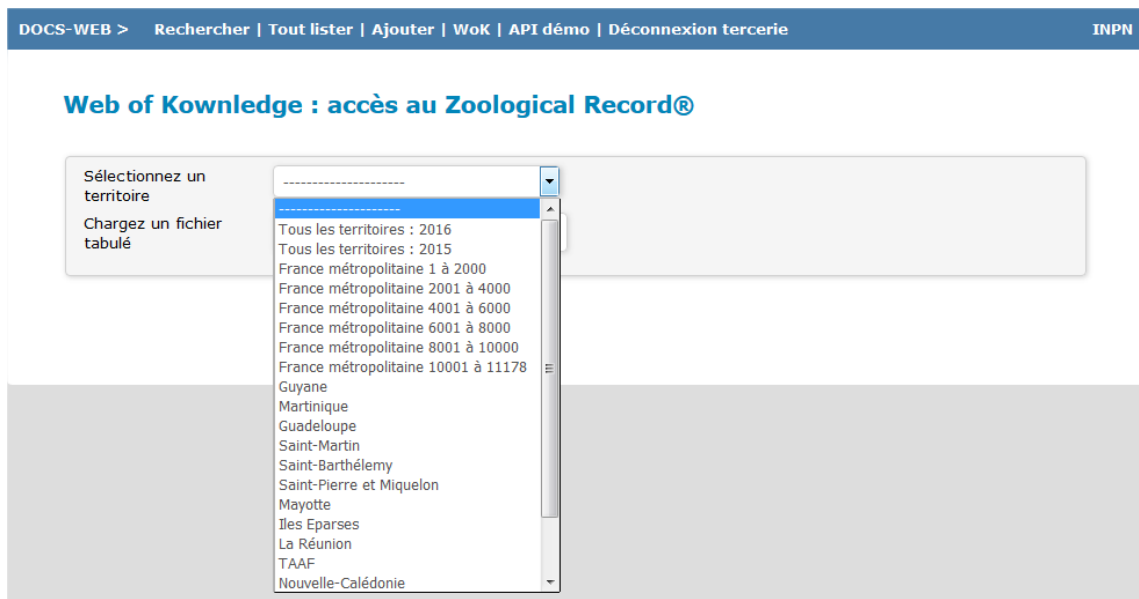 DOCS-WEB > Rechercher | Tout lister | Ajouter | WoK | API démo | Déconnexion tercerie INPN
Web of Kownledge : accès au Zoological Record®
Sélectionnez un territoire
---------------------
Chargez un fichier tabulé
---------------------
Tous les territoires : 2016
Tous les territoires : 2015
France métropolitaine 1 à 2000
France métropolitaine 2001 à 4000
France métropolitaine 4001 à 6000
France métropolitaine 6001 à 8000
France métropolitaine 8001 à 10000
France métropolitaine 10001 à 11178
Guyane
Martinique
Guadeloupe
Saint-Martin
Saint-Barthélemy
Saint-Pierre et Miquelon
Mayotte
Iles Eparses
La Réunion
TAAF
Nouvelle-Calédonie